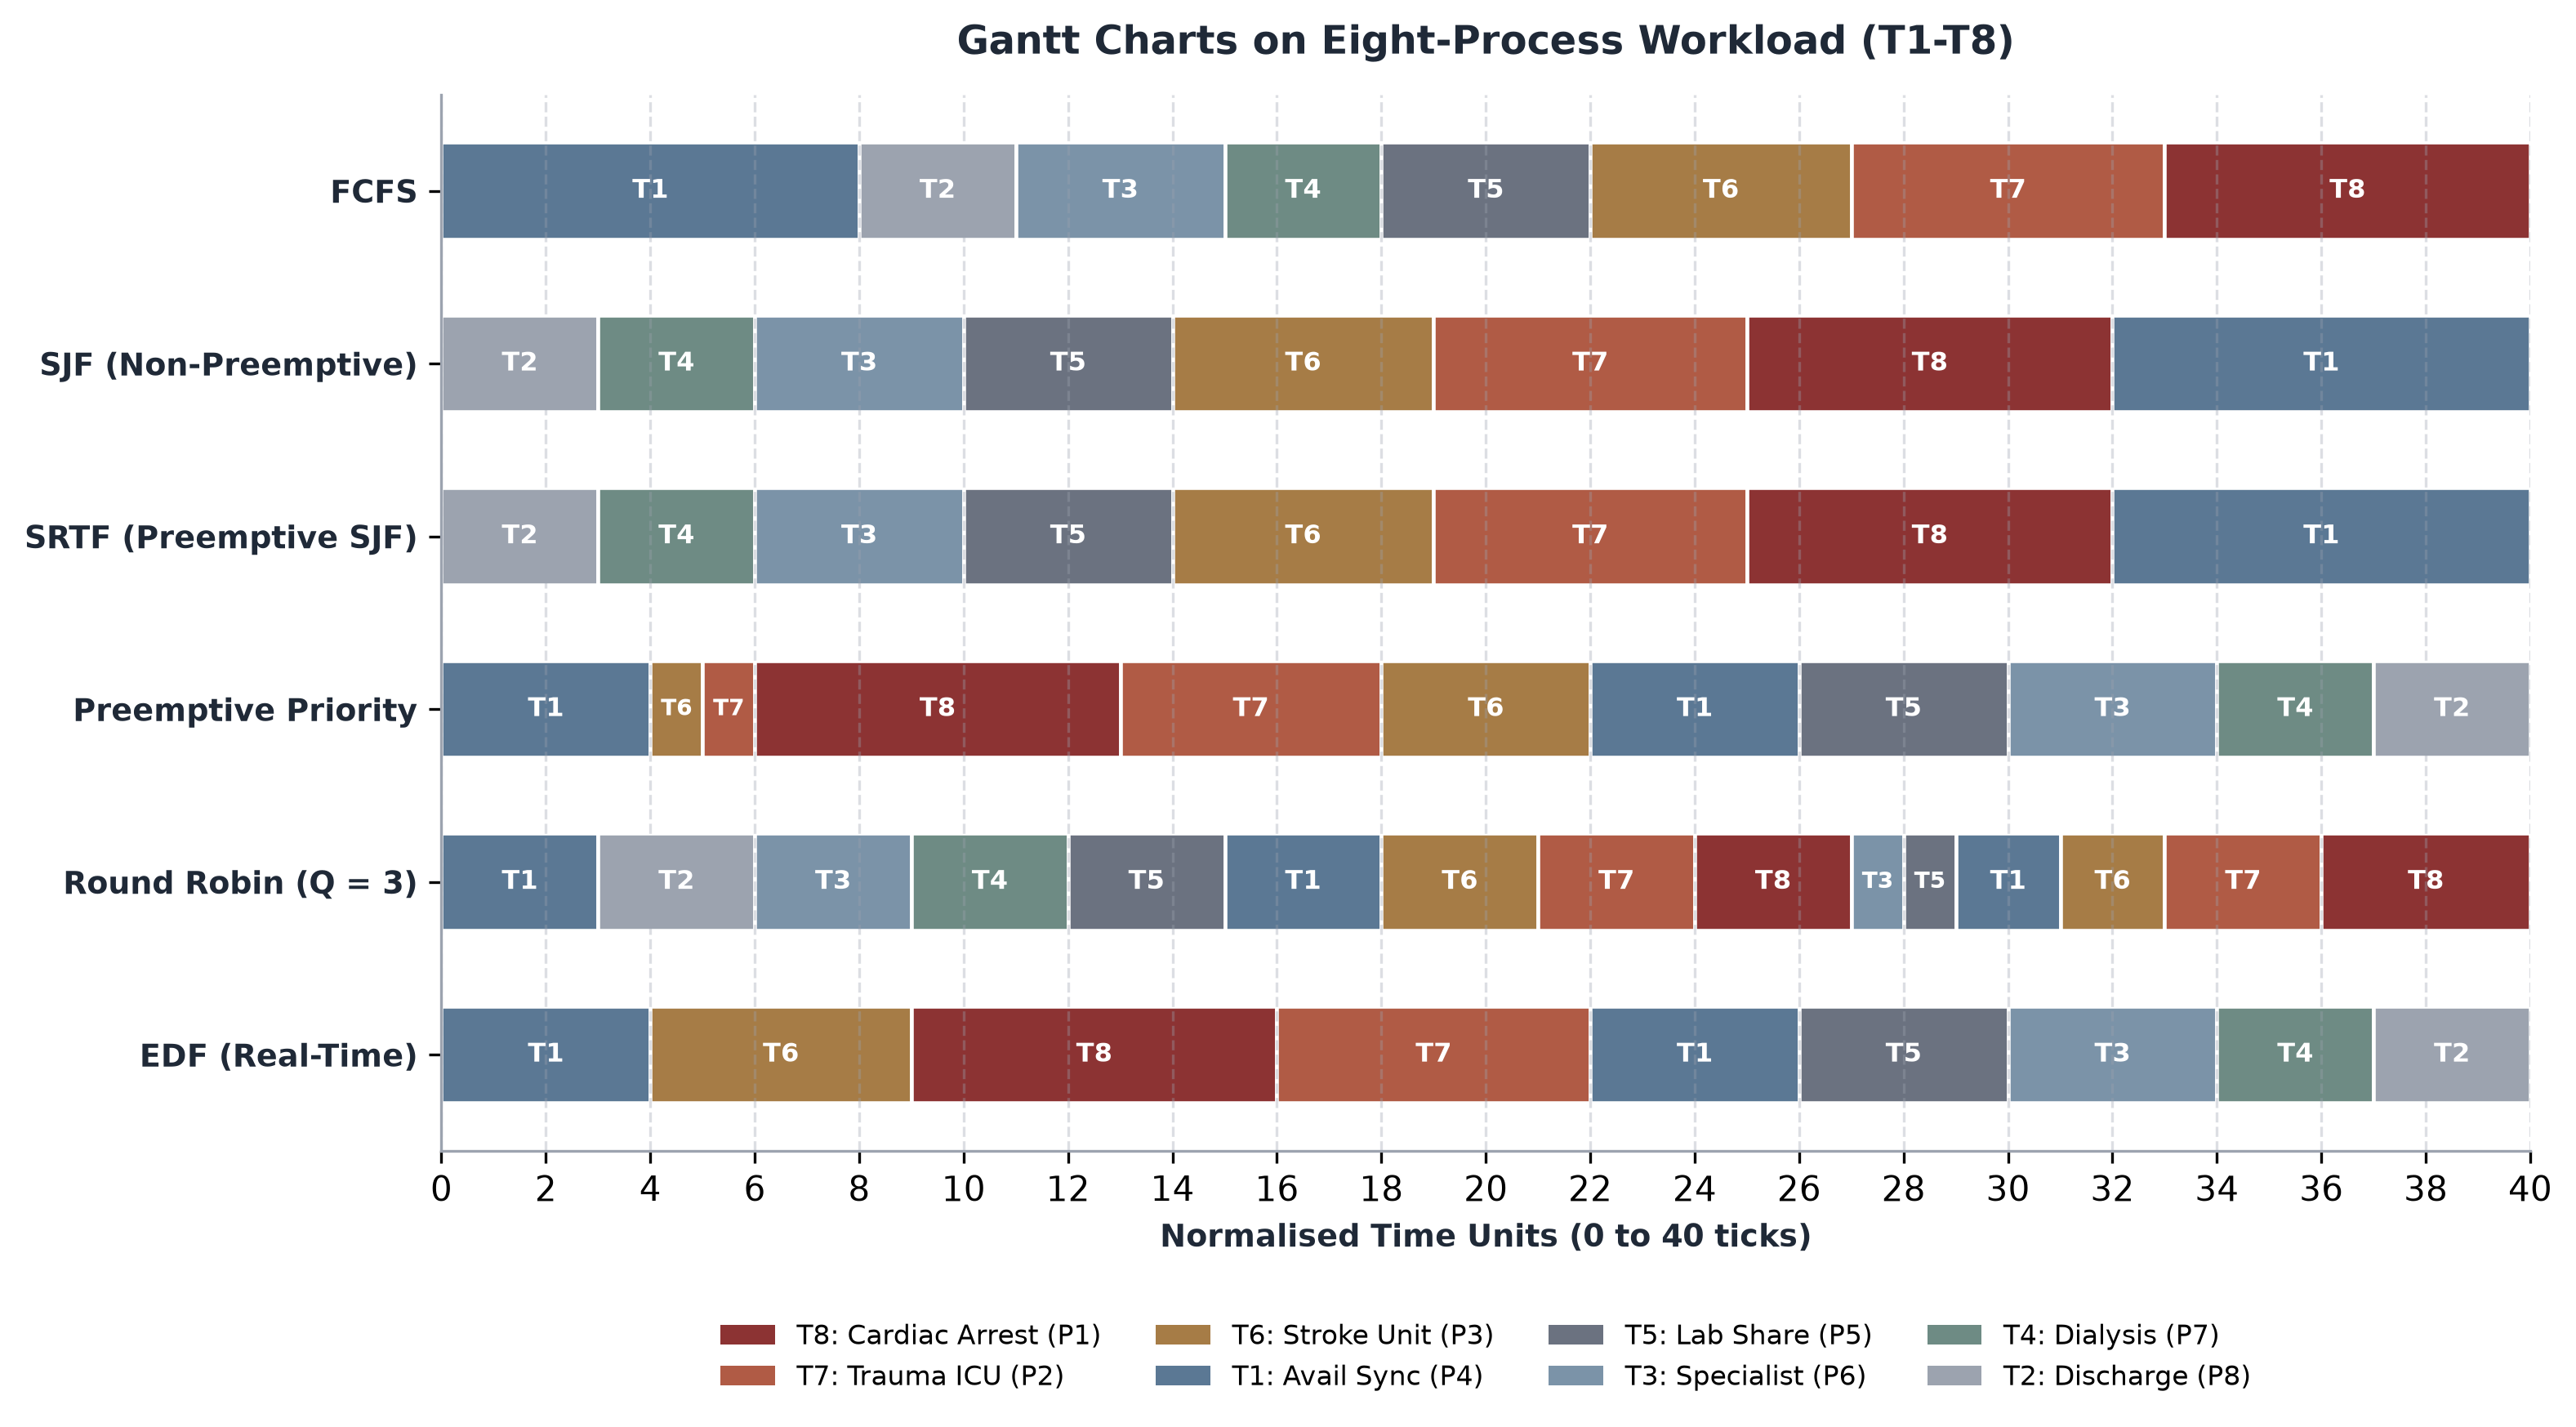 Gantt Charts on Eight-Process Workload (T1-T8)
FCFS T1 T2 T3 T4 T5 T6 T7 T8
SJF (Non-Preemptive) T2 T4 T3 T5 T6 T7 T8 T1
SRTF (Preemptive SJF) T2 T4 T3 T5 T6 T7 T8 T1
Preemptive Priority T1 T6 T7 T8 T7 T6 T1 T5 T3 T4 T2
Round Robin (Q = 3) T1 T2 T3 T4 T5 T1 T6 T7 T8 T3 T5 T1 T6 T7 T8
EDF (Real-Time) T1 T6 T8 T7 T1 T5 T3 T4 T2
0 2 4 6 8 10 12 14 16 18 20 22 24 26 28 30 32 34 36 38 40
Normalised Time Units (0 to 40 ticks)
T8: Cardiac Arrest (P1) T6: Stroke Unit (P3) T5: Lab Share (P5) T4: Dialysis (P7)
T7: Trauma ICU (P2) T1: Avail Sync (P4) T3: Specialist (P6) T2: Discharge (P8)